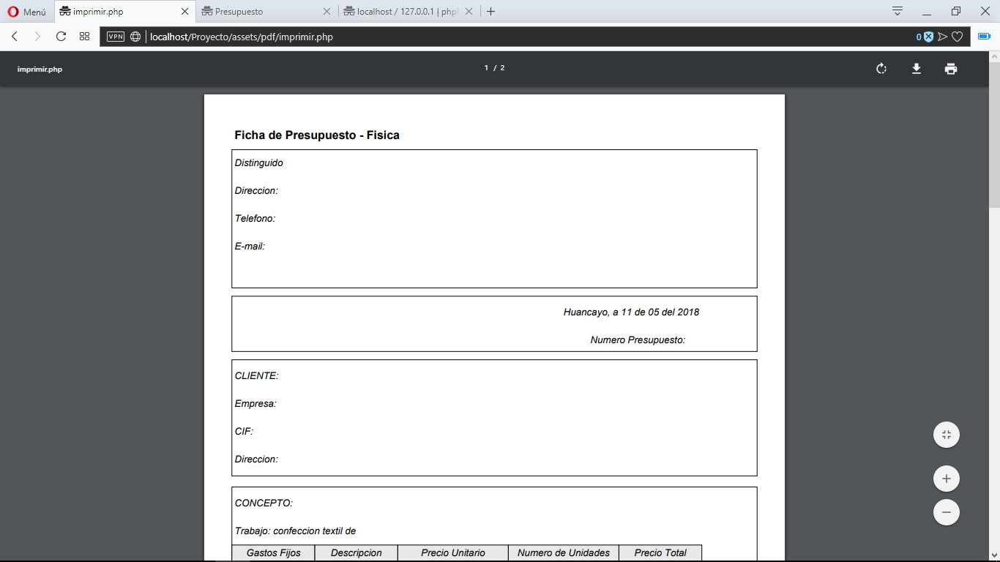 Menú
imprimir.php
Presupuesto
localhost / 127.0.0.1 | php
VPN
localhost/Proyecto/assets/pdf/imprimir.php
0
imprimir.php
1 / 2
Ficha de Presupuesto - Fisica
Distinguido
Direccion:
Telefono:
E-mail:
Huancayo, a 11 de 05 del 2018
Numero Presupuesto:
CLIENTE:
Empresa:
CIF:
Direccion:
CONCEPTO:
Trabajo: confeccion textil de
Gastos Fijos Descripcion Precio Unitario Numero de Unidades Precio Total